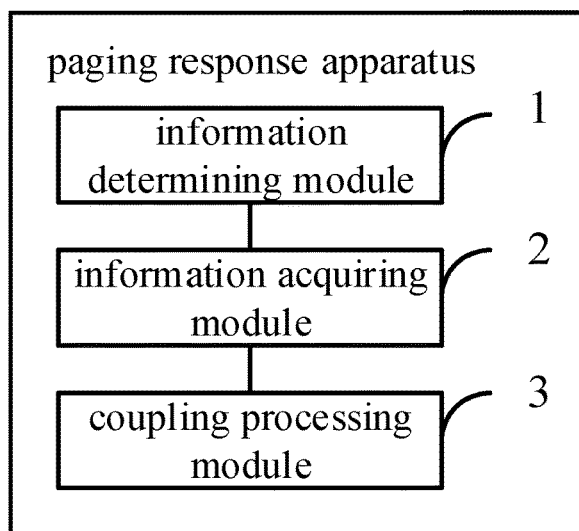 paging response apparatus
information
determining module
1
information acquiring
module
2
coupling processing
module
3